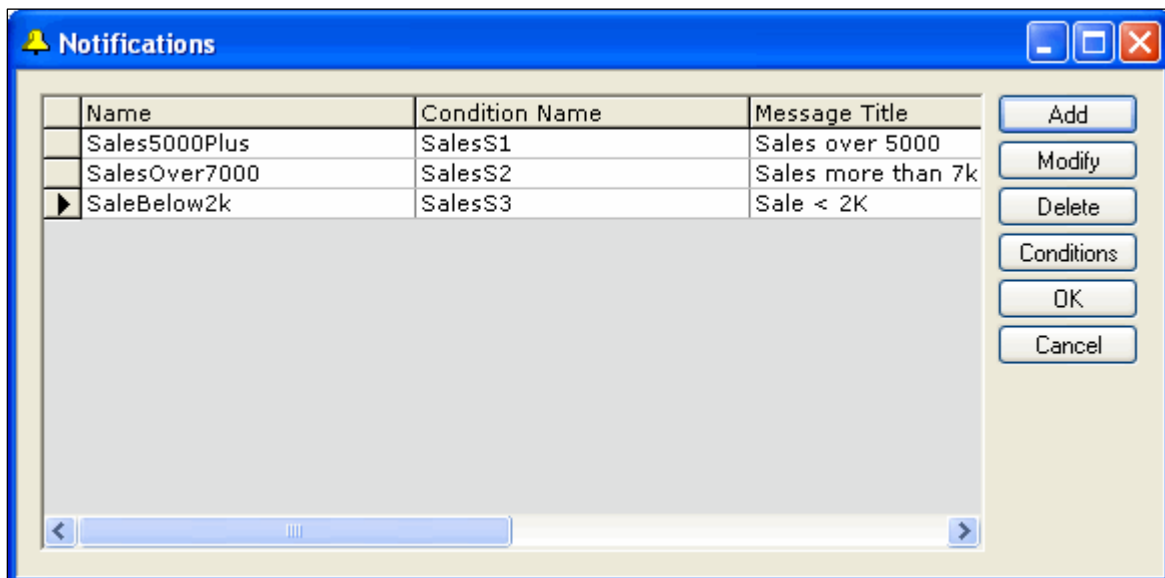 Notifications
Name Condition Name Message Title
Sales5000Plus SalesS1 Sales over 5000
SalesOver7000 SalesS2 Sales more than 7k
SaleBelow2k SalesS3 Sale < 2K
Add
Modify
Delete
Conditions
OK
Cancel